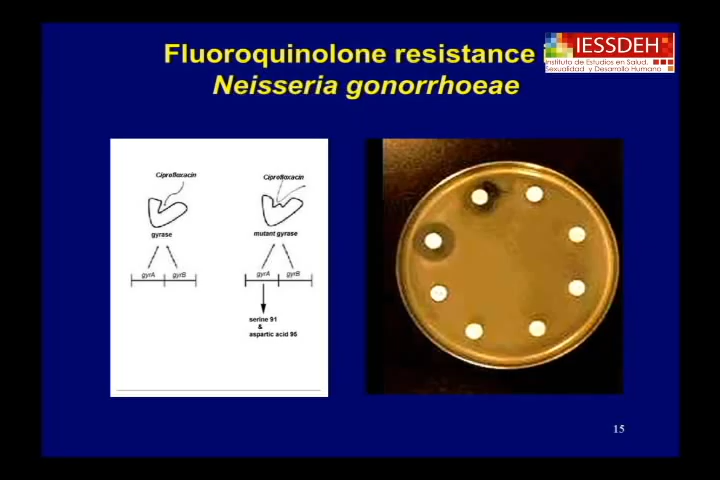 Fluoroquinolone resistance i
Neisseria gonorrhoeae
IESSDEH
Instituto de Estudios en Salud,
Sexualidad y Desarrollo Humano
Ciprofloxacin
Ciprofloxacin
gyrase
mutant gyrase
gyrA gyrB
gyrA gyrB
serine 91
&
aspartic acid 95
15